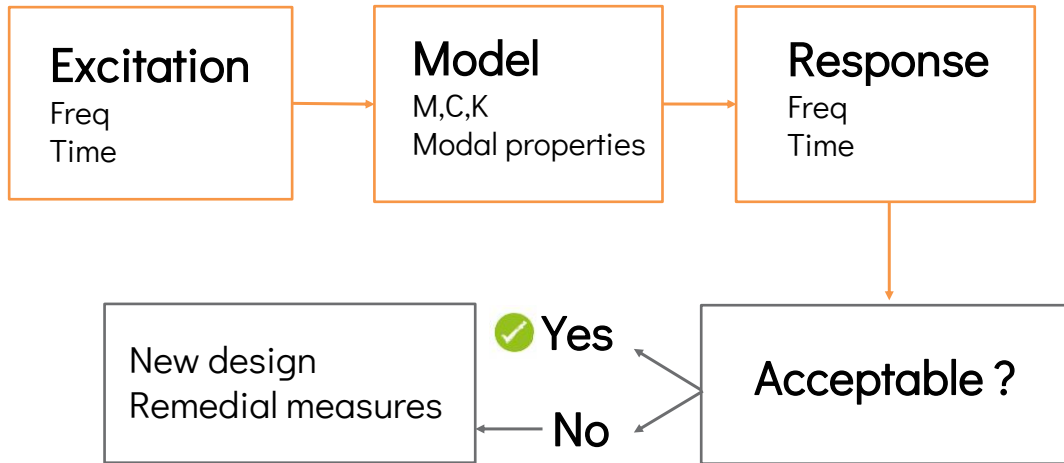 Excitation
Freq
Time
Model
M,C,K
Modal properties
Response
Freq
Time
Acceptable ?
Yes
No
New design
Remedial measures